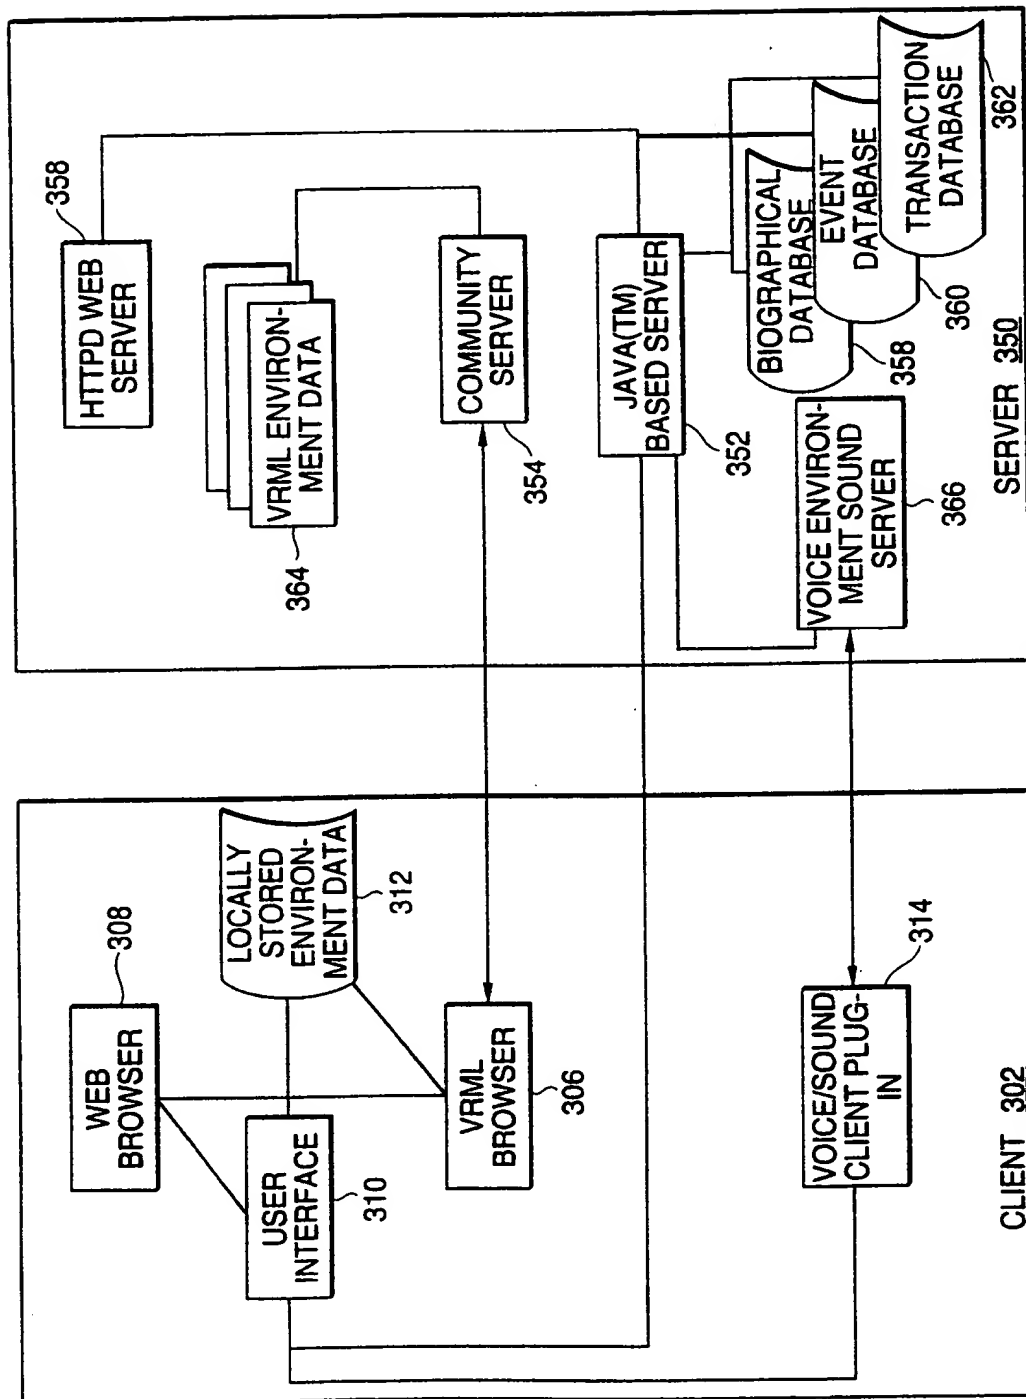 308
WEB
BROWSER
USER
INTERFACE
310
LOCALLY
STORED
ENVIRON-
MENT DATA
312
VRML
BROWSER
306
VOICE/SOUND
CLIENT PLUG-
IN
314
CLIENT 302
358
HTTPD WEB
SERVER
VRML ENVIRON-
MENT DATA
364
COMMUNITY
SERVER
354
JAVA(TM)
BASED SERVER
352
BIOGRAPHICAL
DATABASE
358
EVENT
DATABASE
360
TRANSACTION
DATABASE
362
VOICE ENVIRON-
MENT SOUND
SERVER
366
SERVER 350